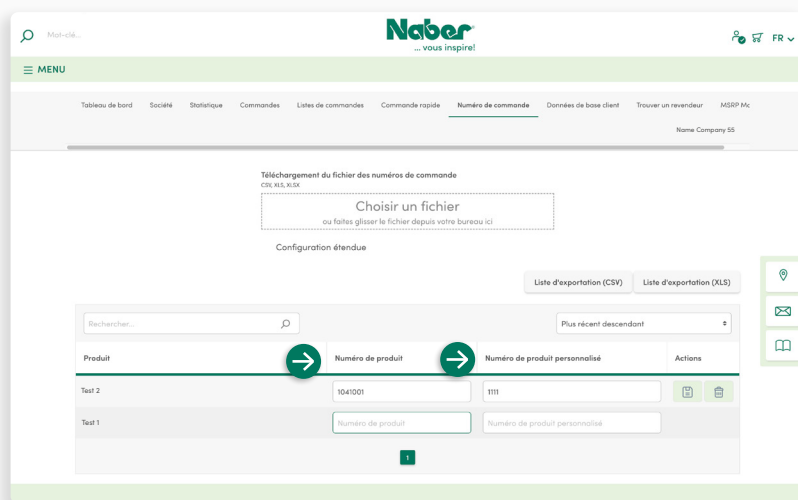 Mot-clé...
Naber
... vous inspire!
FR
MENU
Tableau de bord Société Statistique Commandes Listes de commandes Commande rapide Numéro de commande Données de base client Trouver un revendeur MSRP Mo
Name Company 55
Téléchargement du fichier des numéros de commande
CSV, XLS, XLSX
Choisir un fichier
ou faites glisser le fichier depuis votre bureau ici
Configuration étendue
Liste d'exportation (CSV) Liste d'exportation (XLS)
Rechercher... Plus récent descendant
Produit Numéro de produit Numéro de produit personnalisé Actions
Test 2 1041001 1111
Test 1 Numéro de produit Numéro de produit personnalisé
1